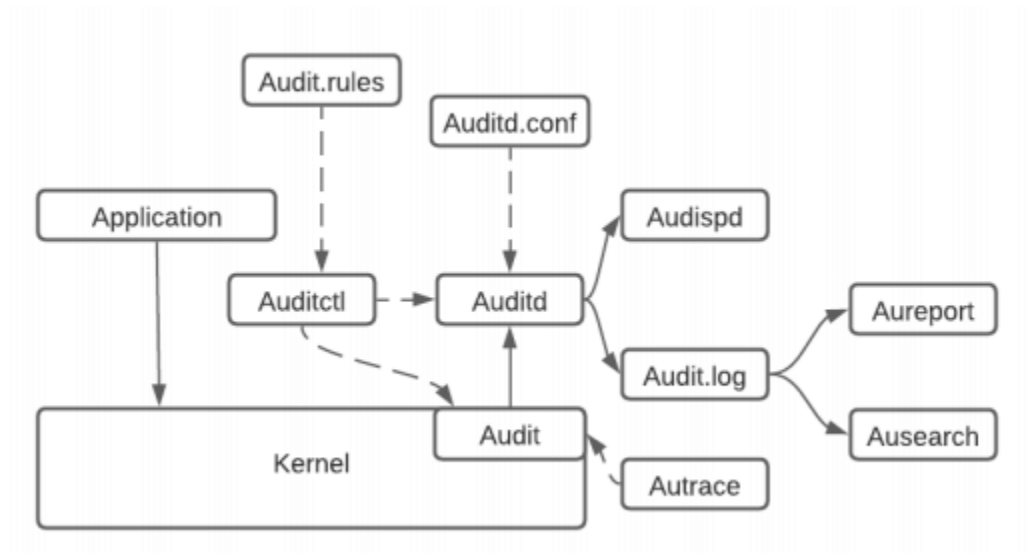 Audit.rules
Auditd.conf
Application
Audispd
Auditctl
Auditd
Aureport
Audit.log
Audit
Ausearch
Kernel
Autrace